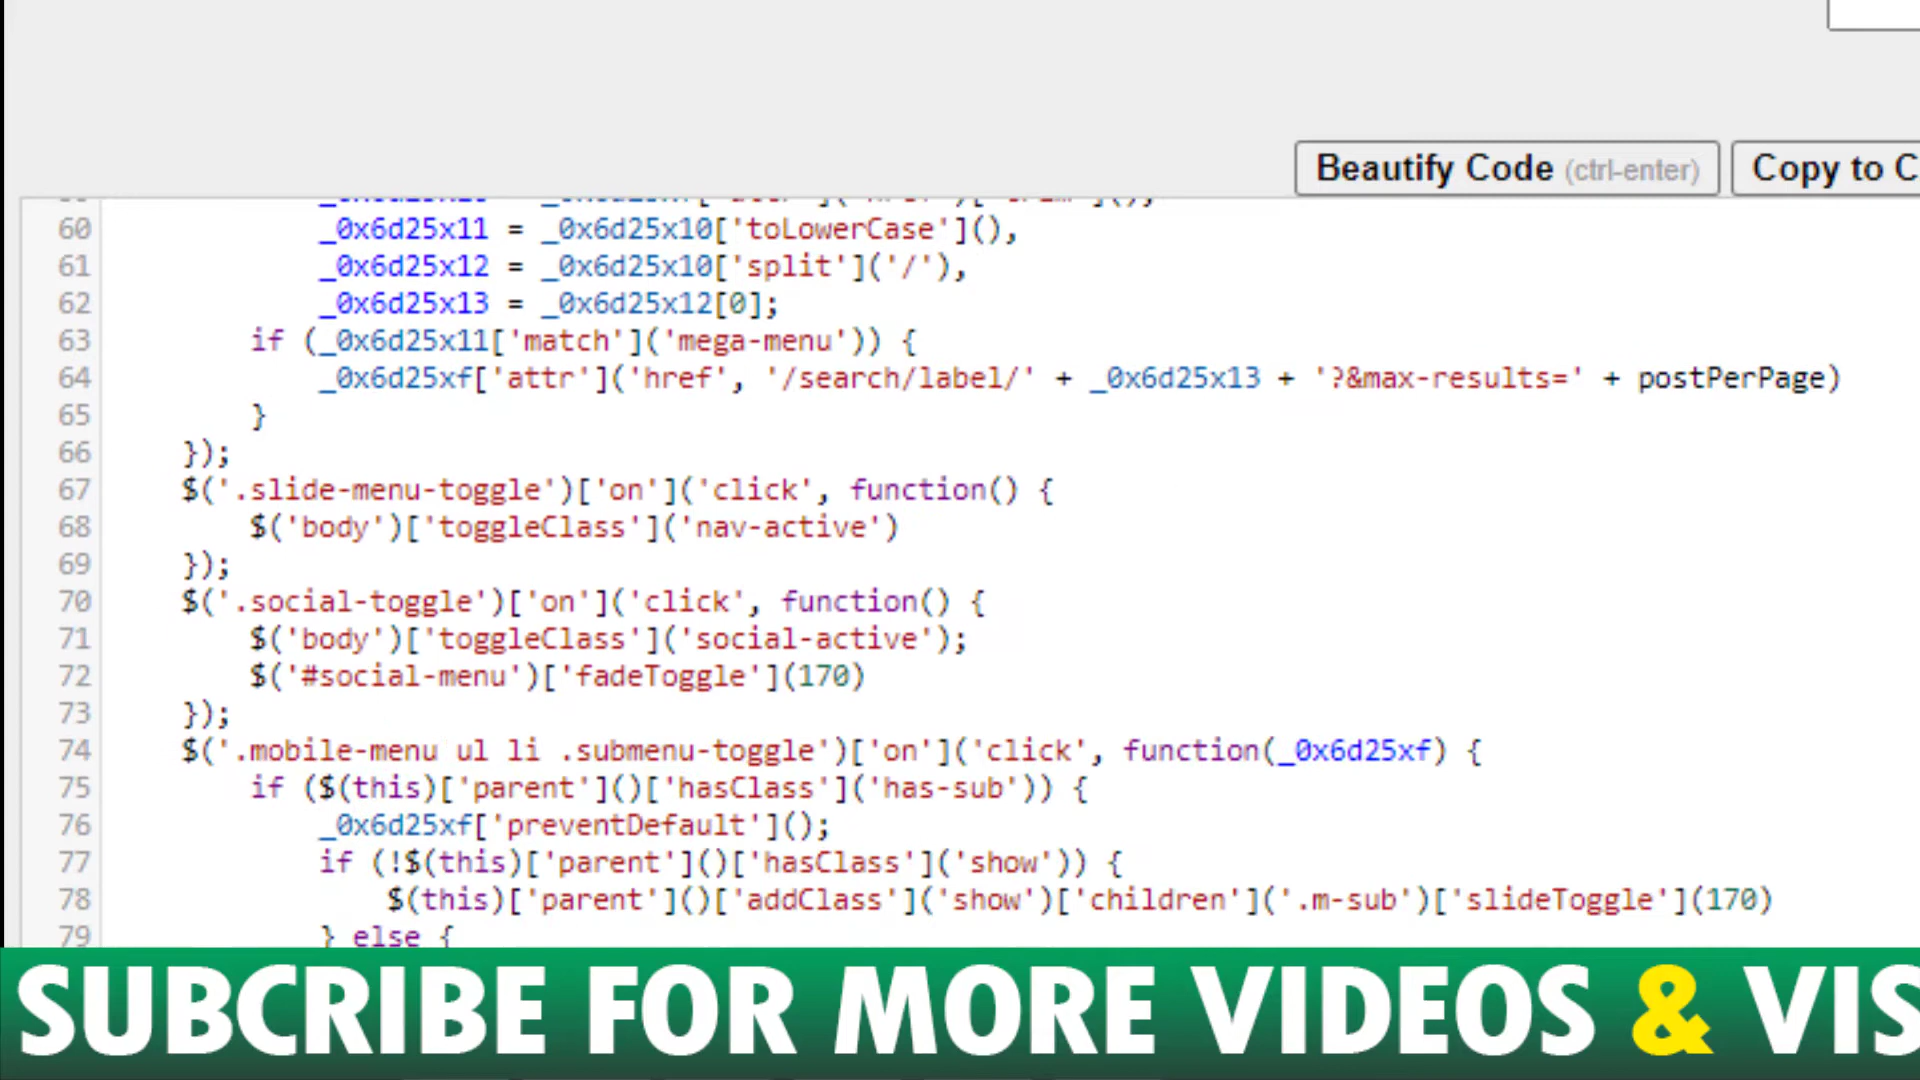 Beautify Code (ctrl-enter) Copy to C
60 _0x6d25x11 = _0x6d25x10['toLowerCase'](),
61 _0x6d25x12 = _0x6d25x10['split']('/'),
62 _0x6d25x13 = _0x6d25x12[0];
63 if (_0x6d25x11['match']('mega-menu')) {
64 _0x6d25xf['attr']('href', '/search/label/' + _0x6d25x13 + '?&max-results=' + postPerPage)
65 }
66 });
67 $('.slide-menu-toggle')['on']('click', function() {
68 $('body')['toggleClass']('nav-active')
69 });
70 $('.social-toggle')['on']('click', function() {
71 $('body')['toggleClass']('social-active');
72 $('#social-menu')['fadeToggle'](170)
73 });
74 $('.mobile-menu ul li .submenu-toggle')['on']('click', function(_0x6d25xf) {
75 if ($(this)['parent']()['hasClass']('has-sub')) {
76 _0x6d25xf['preventDefault']();
77 if (!$(this)['parent']()['hasClass']('show')) {
78 $(this)['parent']()['addClass']('show')['children']('.m-sub')['slideToggle'](170)
79 } else {
SUBCRIBE FOR MORE VIDEOS & VIS